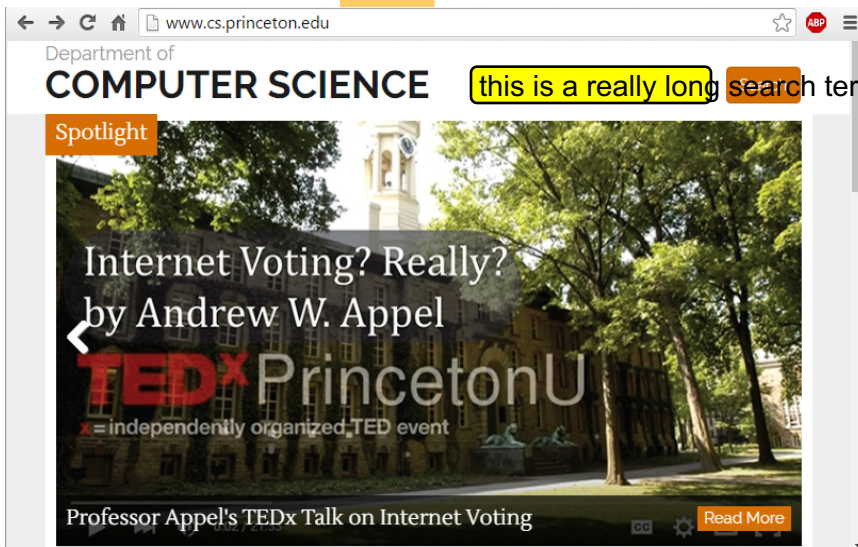 www.cs.princeton.edu
ABP
Department of
COMPUTER SCIENCE
this is a really long search ter
Search
Spotlight
Internet Voting? Really?
by Andrew W. Appel
TEDx PrincetonU
x=independently organized TED event
Professor Appel's TEDx Talk on Internet Voting
CC
Read More